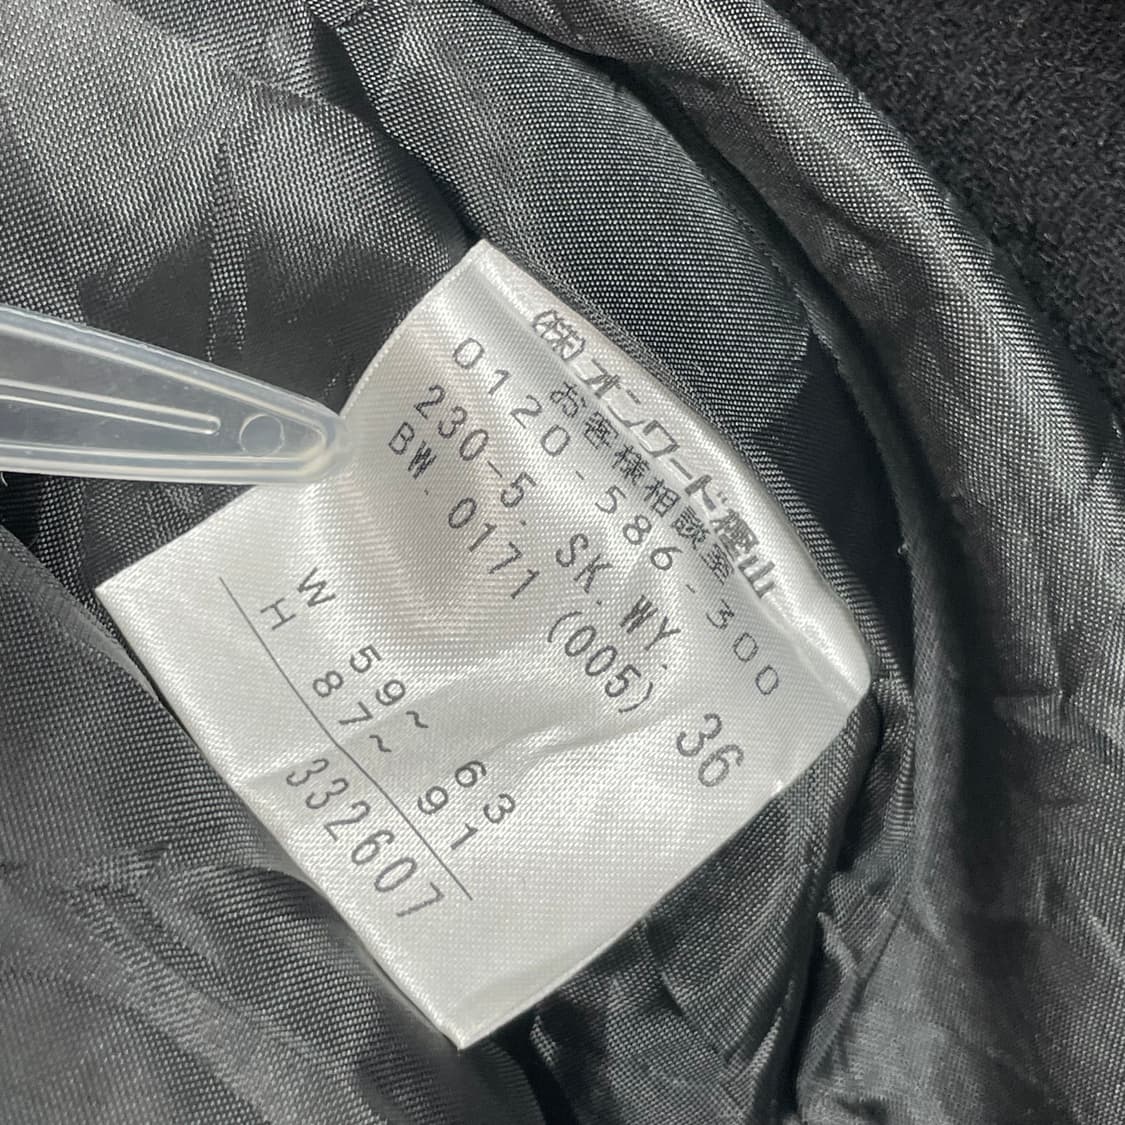 (株)オンワード樫山
お客様相談室
0120-586-300
230-5. SK. WY. 36
BW. 0171 (005)
W 59~ 63
H 87~ 91
332607